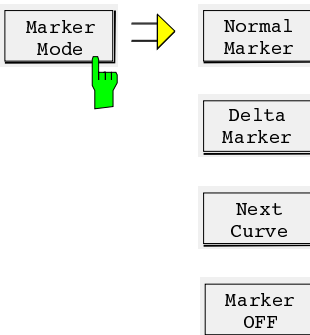 Marker
Mode
Normal
Marker
Delta
Marker
Next
Curve
Marker
OFF